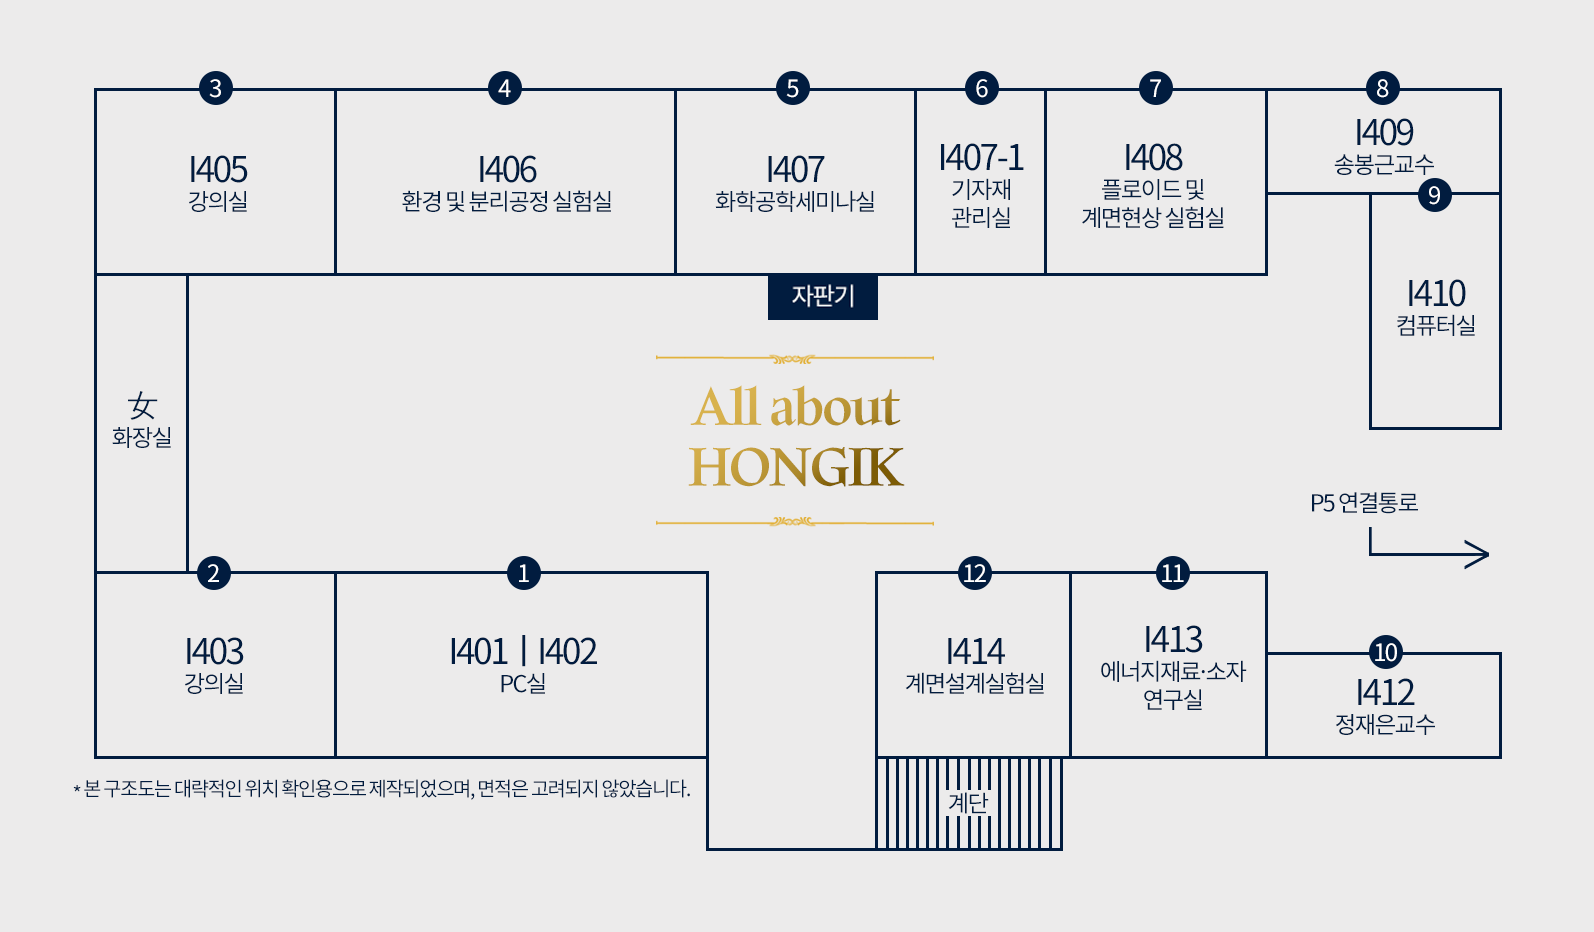 3
I405
강의실
4
I406
환경 및 분리공정 실험실
5
I407
화학공학세미나실
6
I407-1
기자재
관리실
7
I408
플로이드 및
계면현상 실험실
8
I409
송봉근교수
9
I410
컴퓨터실
자판기
All about
HONGIK
女
화장실
P5 연결통로
2
I403
강의실
1
I401 | I402
PC실
12
I414
계면설계실험실
11
I413
에너지재료·소자
연구실
10
I412
정재은교수
계단
* 본 구조도는 대략적인 위치 확인용으로 제작되었으며, 면적은 고려되지 않았습니다.